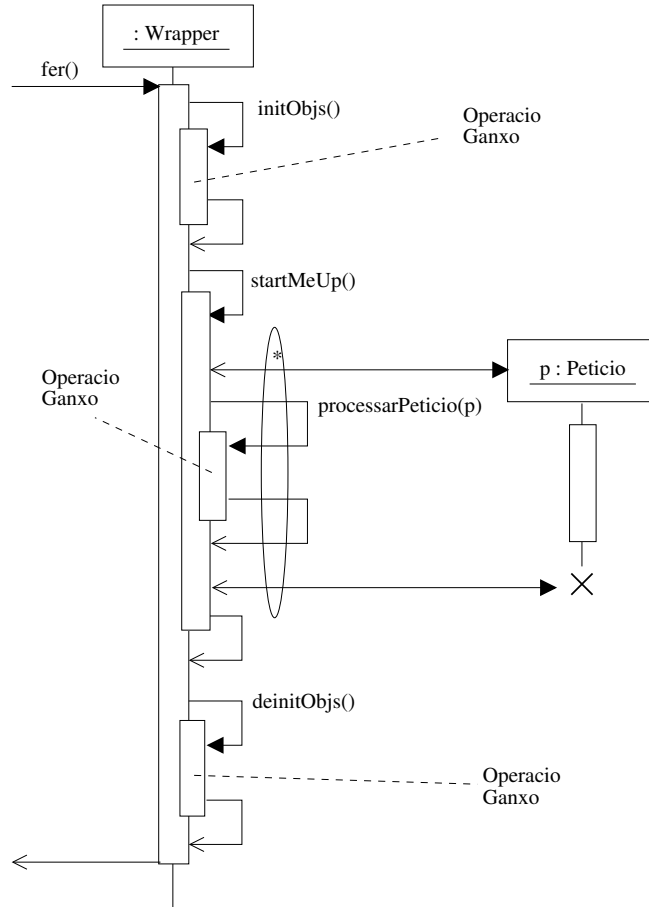 : Wrapper
fer()
initObjs()
Operacio
Ganxo
startMeUp()
*
p : Peticio
Operacio
Ganxo
processarPeticio(p)
deinitObjs()
Operacio
Ganxo